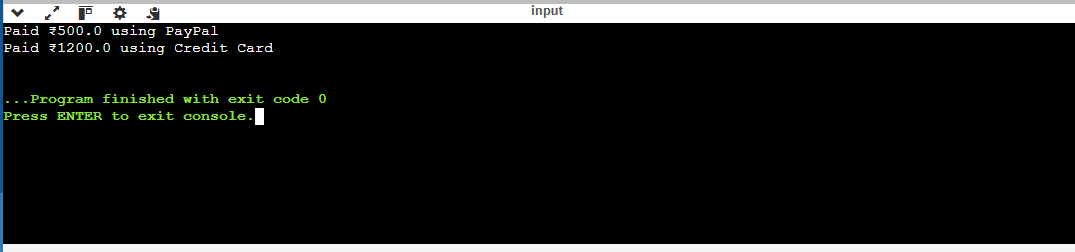 input
Paid ₹500.0 using PayPal
Paid ₹1200.0 using Credit Card
...Program finished with exit code 0
Press ENTER to exit console.